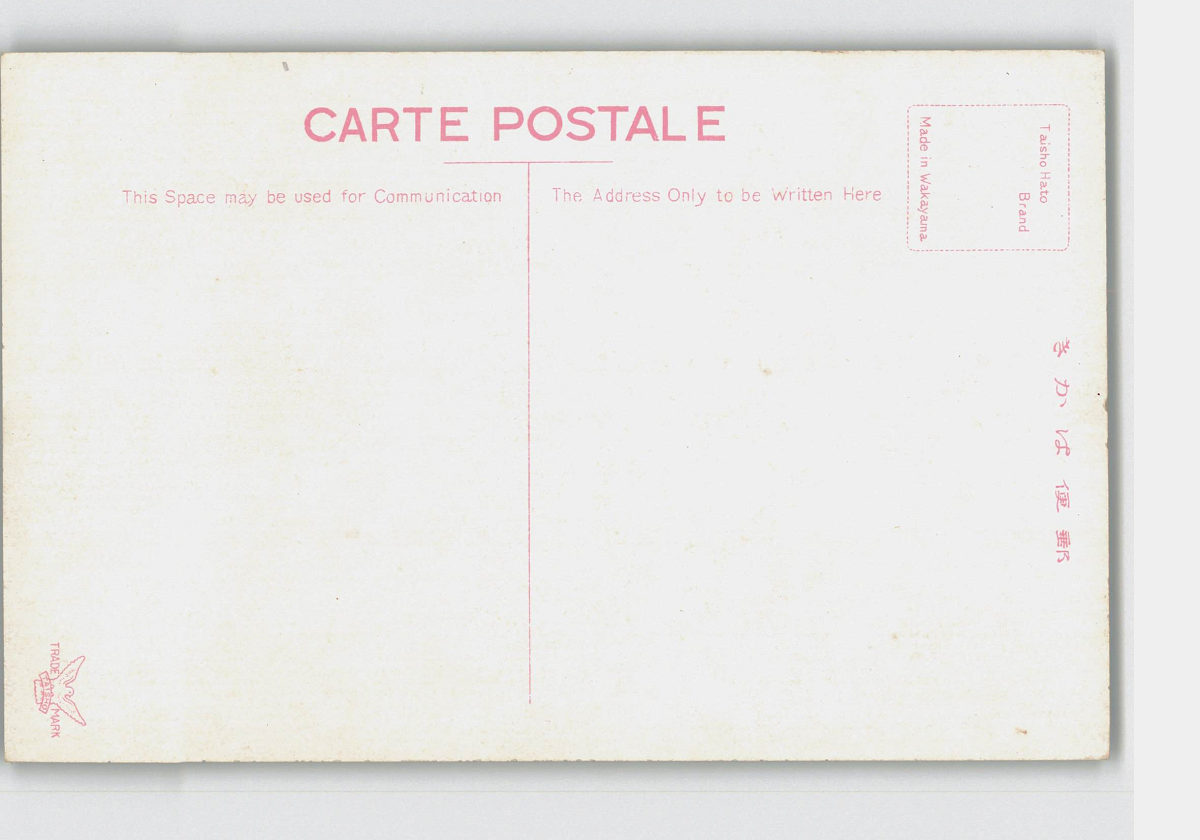 CARTE POSTALE
This Space may be used for Communication
The Address Only to be Written Here
Taisho Hato
Brand
Made in Wakayama
郵便はかき
TRADE MARK